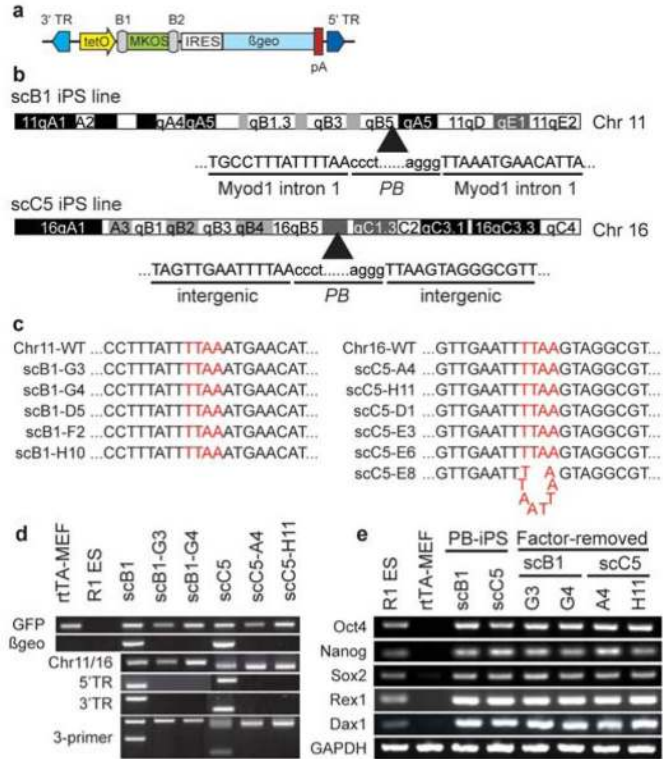 a
3' TR B1 B2 5' TR
tetO MKOS IRES ßgeo
pA
b
scB1 iPS line
11qA1 A2 qA4 qA5 qB1.3 qB3 qB5 qA5 11qD qE1 11qE2 Chr 11
...TGCCTTTATTTTAAccct......agggTTAAATGAACATTA...
Myod1 intron 1 PB Myod1 intron 1
scC5 iPS line
16qA1 A3 qB1 qB2 qB3 qB4 16qB5 qC1.3 C2 qC3.1 16qC3.3 qC4 Chr 16
...TAGTTGAATTTTAAccct......agggTTAAGTAGGGCGTT...
intergenic PB intergenic
c
Chr11-WT ...CCTTTATTTTAAATGAACAT...
scB1-G3 ...CCTTTATTTTAAATGAACAT...
scB1-G4 ...CCTTTATTTTAAATGAACAT...
scB1-D5 ...CCTTTATTTTAAATGAACAT...
scB1-F2 ...CCTTTATTTTAAATGAACAT...
scB1-H10 ...CCTTTATTTTAAATGAACAT...
Chr16-WT ...GTTGAATTTTAAGTAGGCGT...
scC5-A4 ...GTTGAATTTTAAGTAGGCGT...
scC5-H11 ...GTTGAATTTTAAGTAGGCGT...
scC5-D1 ...GTTGAATTTTAAGTAGGCGT...
scC5-E3 ...GTTGAATTTTAAGTAGGCGT...
scC5-E6 ...GTTGAATTTTAAGTAGGCGT...
scC5-E8 ...GTTGAATT T A GTAGGCGT...
T A
T A
A A T T
d
rtTA-MEF R1 ES scB1 scB1-G3 scB1-G4 scC5 scC5-A4 scC5-H11
GFP
ßgeo
Chr11/16
5'TR
3'TR
3-primer
e
PB-iPS Factor-removed
scB1 scC5
R1 ES rtTA-MEF scB1 scC5 G3 G4 A4 H11
Oct4
Nanog
Sox2
Rex1
Dax1
GAPDH